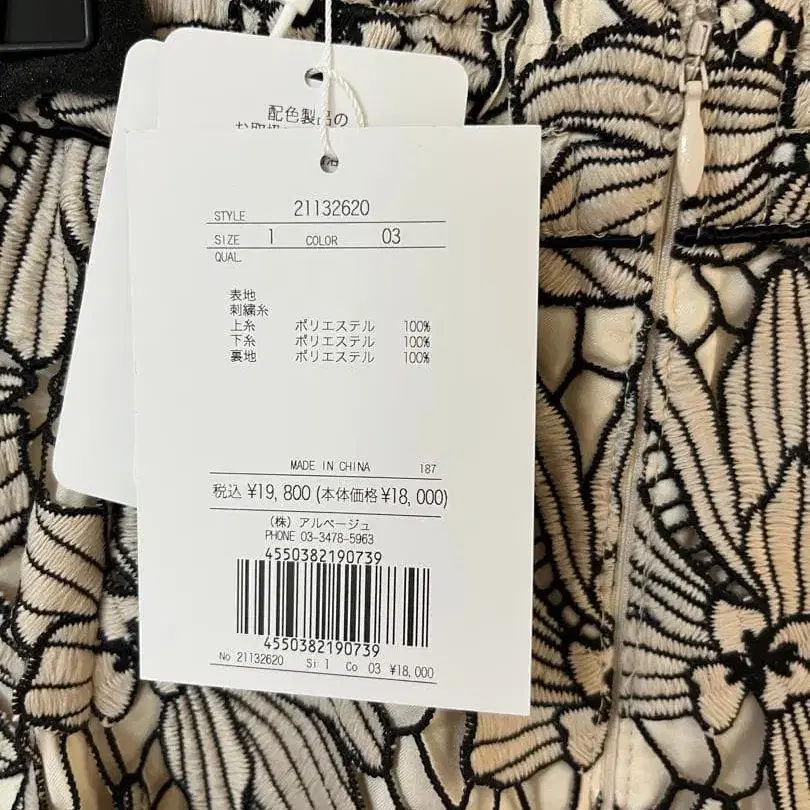 配色製品の
お取扱
STYLE 21132620
SIZE 1 COLOR 03
QUAL.
表地
刺繍糸
上糸 ポリエステル 100%
下糸 ポリエステル 100%
裏地 ポリエステル 100%
MADE IN CHINA 187
税込 ¥19,800 (本体価格¥18,000)
(株) アルページュ
PHONE 03-3478-5963
4550382190739
4550382190739
No 21132620 Si 1 Co 03 ¥18,000